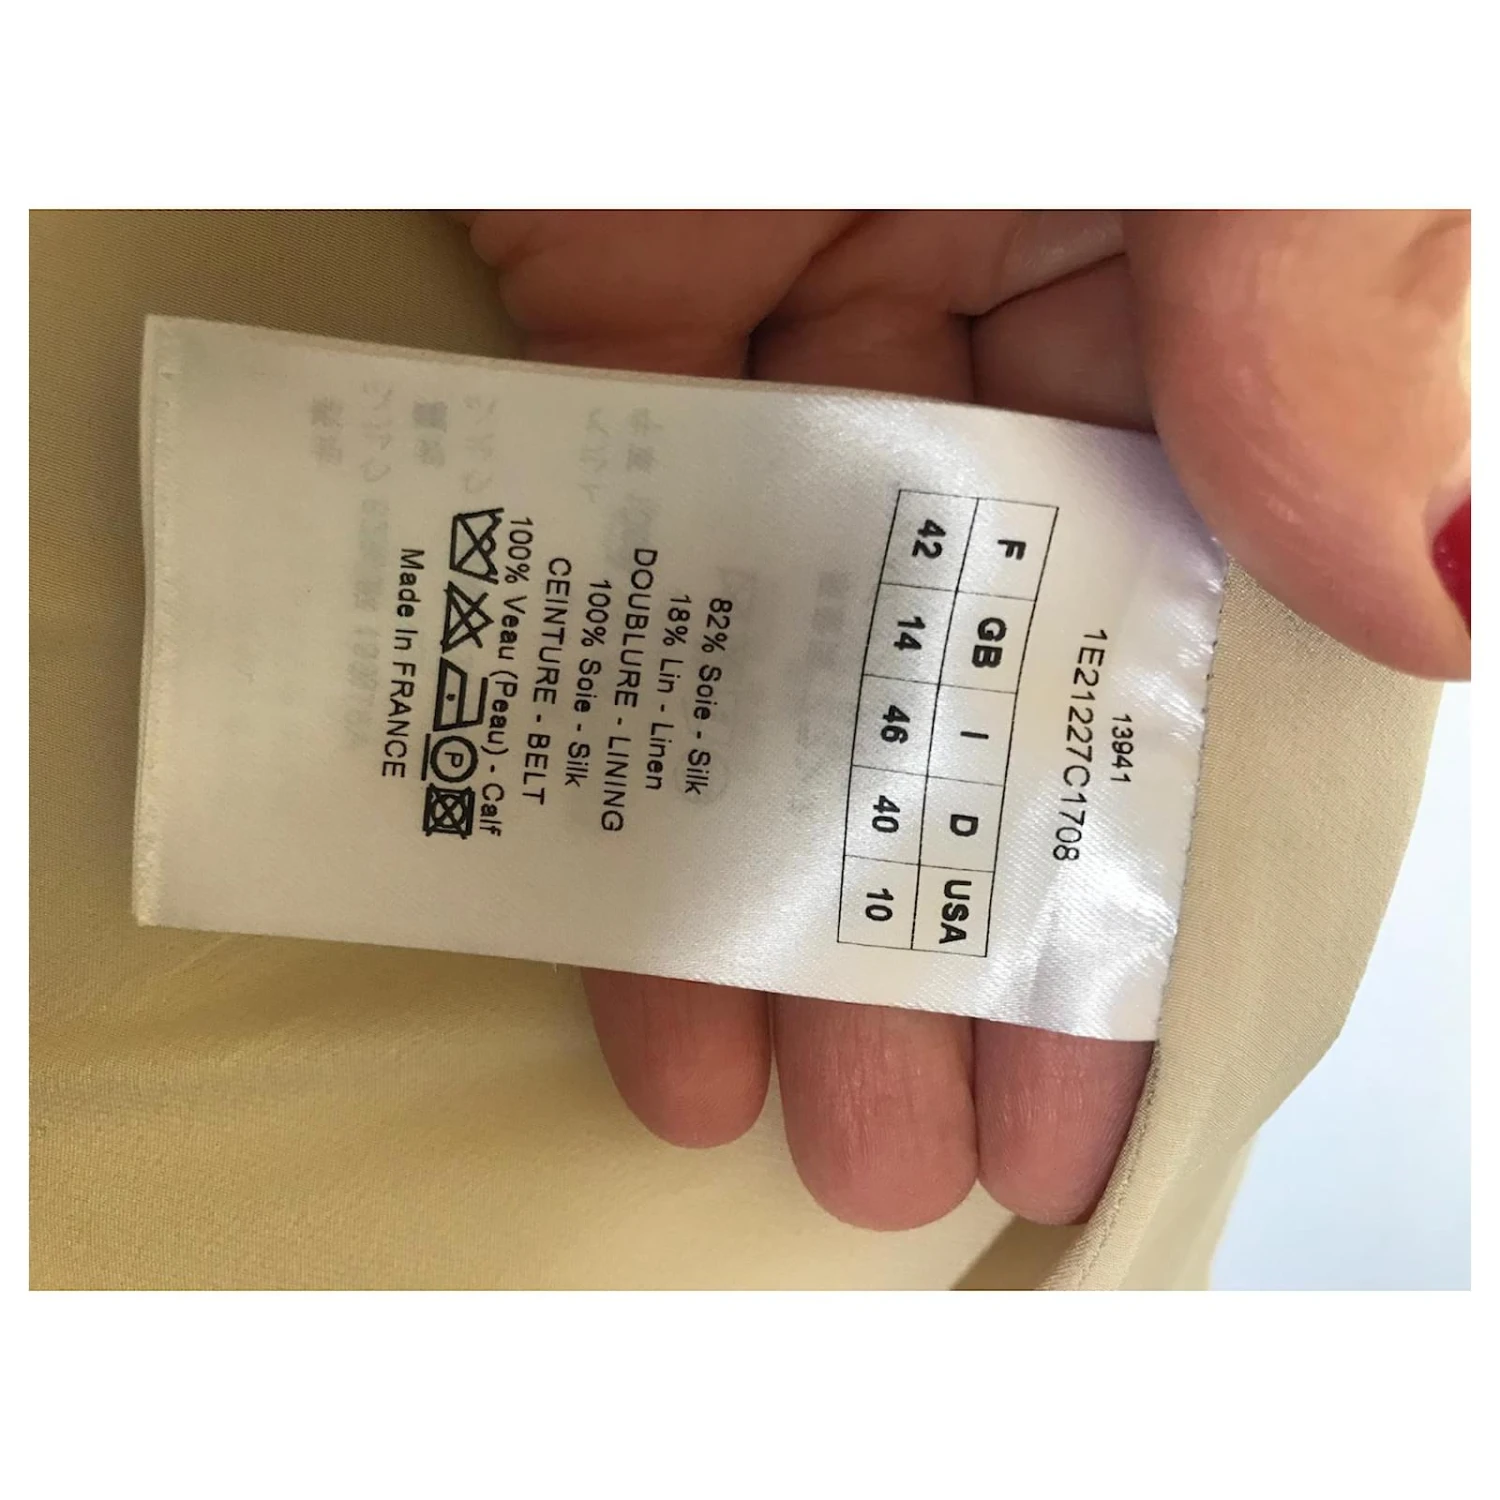 13941
1E21227C1708
F GB I D USA
42 14 46 40 10
82% Soie - Silk
18% Lin - Linen
DOUBLURE - LINING
100% Soie - Silk
CEINTURE - BELT
100% Veau (Peau) - Calf
P
Made In FRANCE